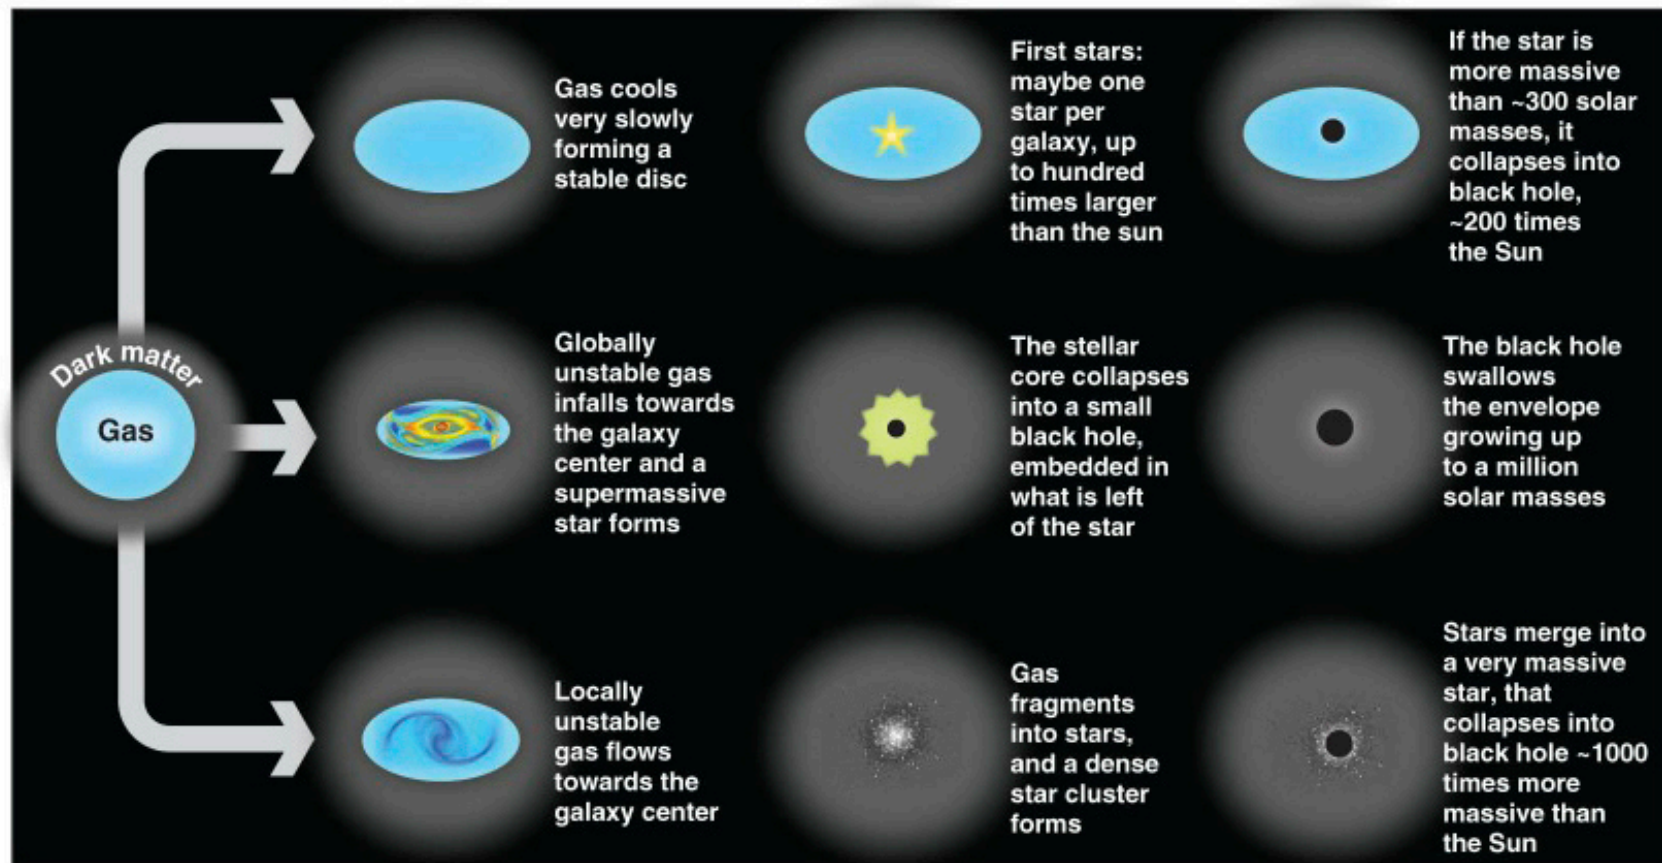 Gas cools
very slowly
forming a
stable disc
First stars:
maybe one
star per
galaxy, up
to hundred
times larger
than the sun
If the star is
more massive
than ~300 solar
masses, it
collapses into
black hole,
~200 times
the Sun
Dark matter
Gas
Globally
unstable gas
infalls towards
the galaxy
center and a
supermassive
star forms
The stellar
core collapses
into a small
black hole,
embedded in
what is left
of the star
The black hole
swallows
the envelope
growing up
to a million
solar masses
Locally
unstable
gas flows
towards the
galaxy center
Gas
fragments
into stars,
and a dense
star cluster
forms
Stars merge into
a very massive
star, that
collapses into
black hole ~1000
times more
massive than
the Sun